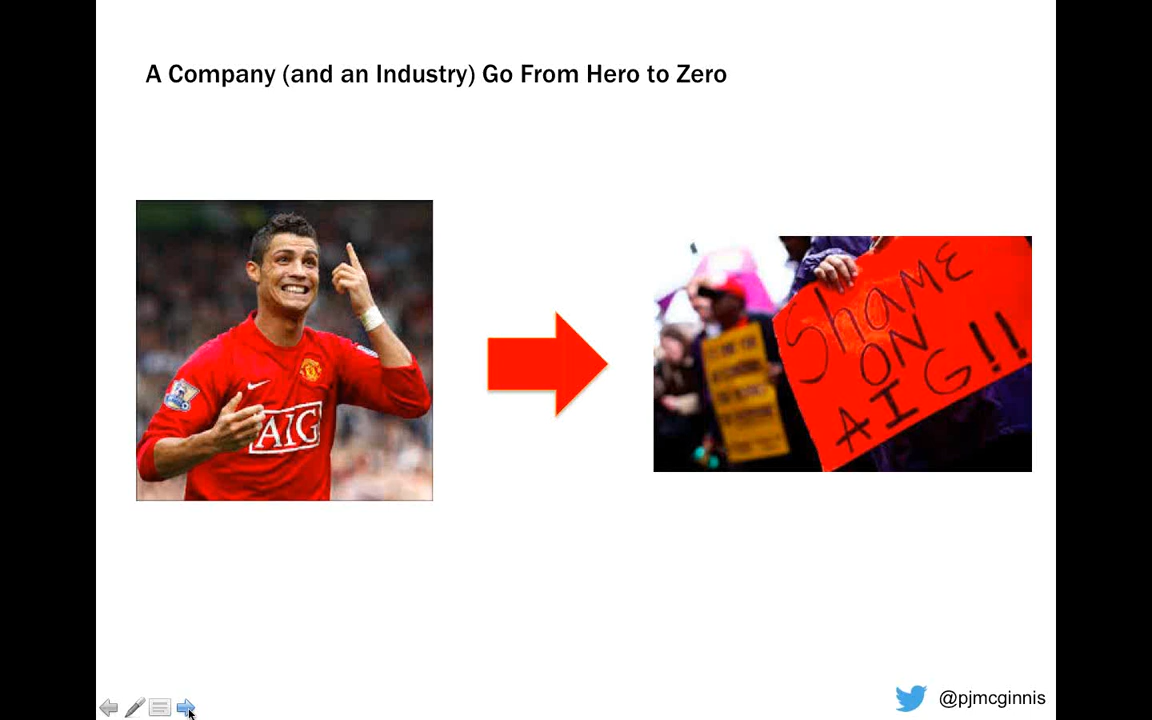 A Company (and an Industry) Go From Hero to Zero
AIG
Shame
ON
AIG!!
@pjmcginnis